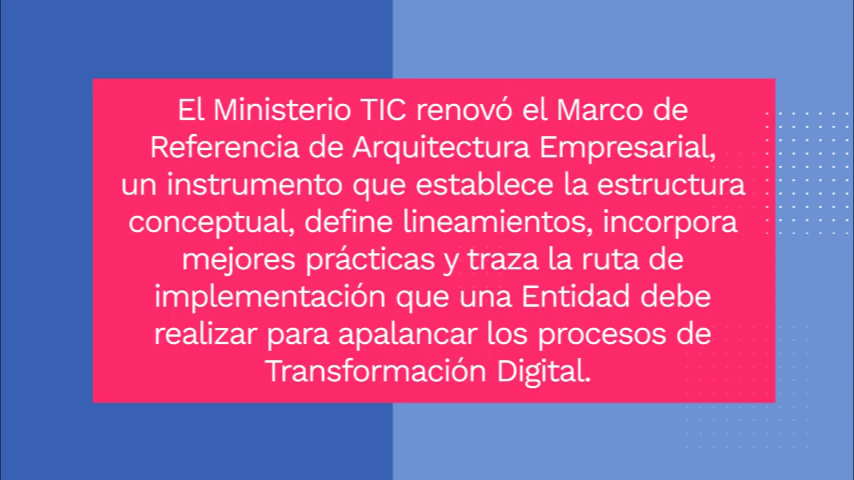 El Ministerio TIC renovó el Marco de
Referencia de Arquitectura Empresarial,
un instrumento que establece la estructura
conceptual, define lineamientos, incorpora
mejores prácticas y traza la ruta de
implementación que una Entidad debe
realizar para apalancar los procesos de
Transformación Digital.